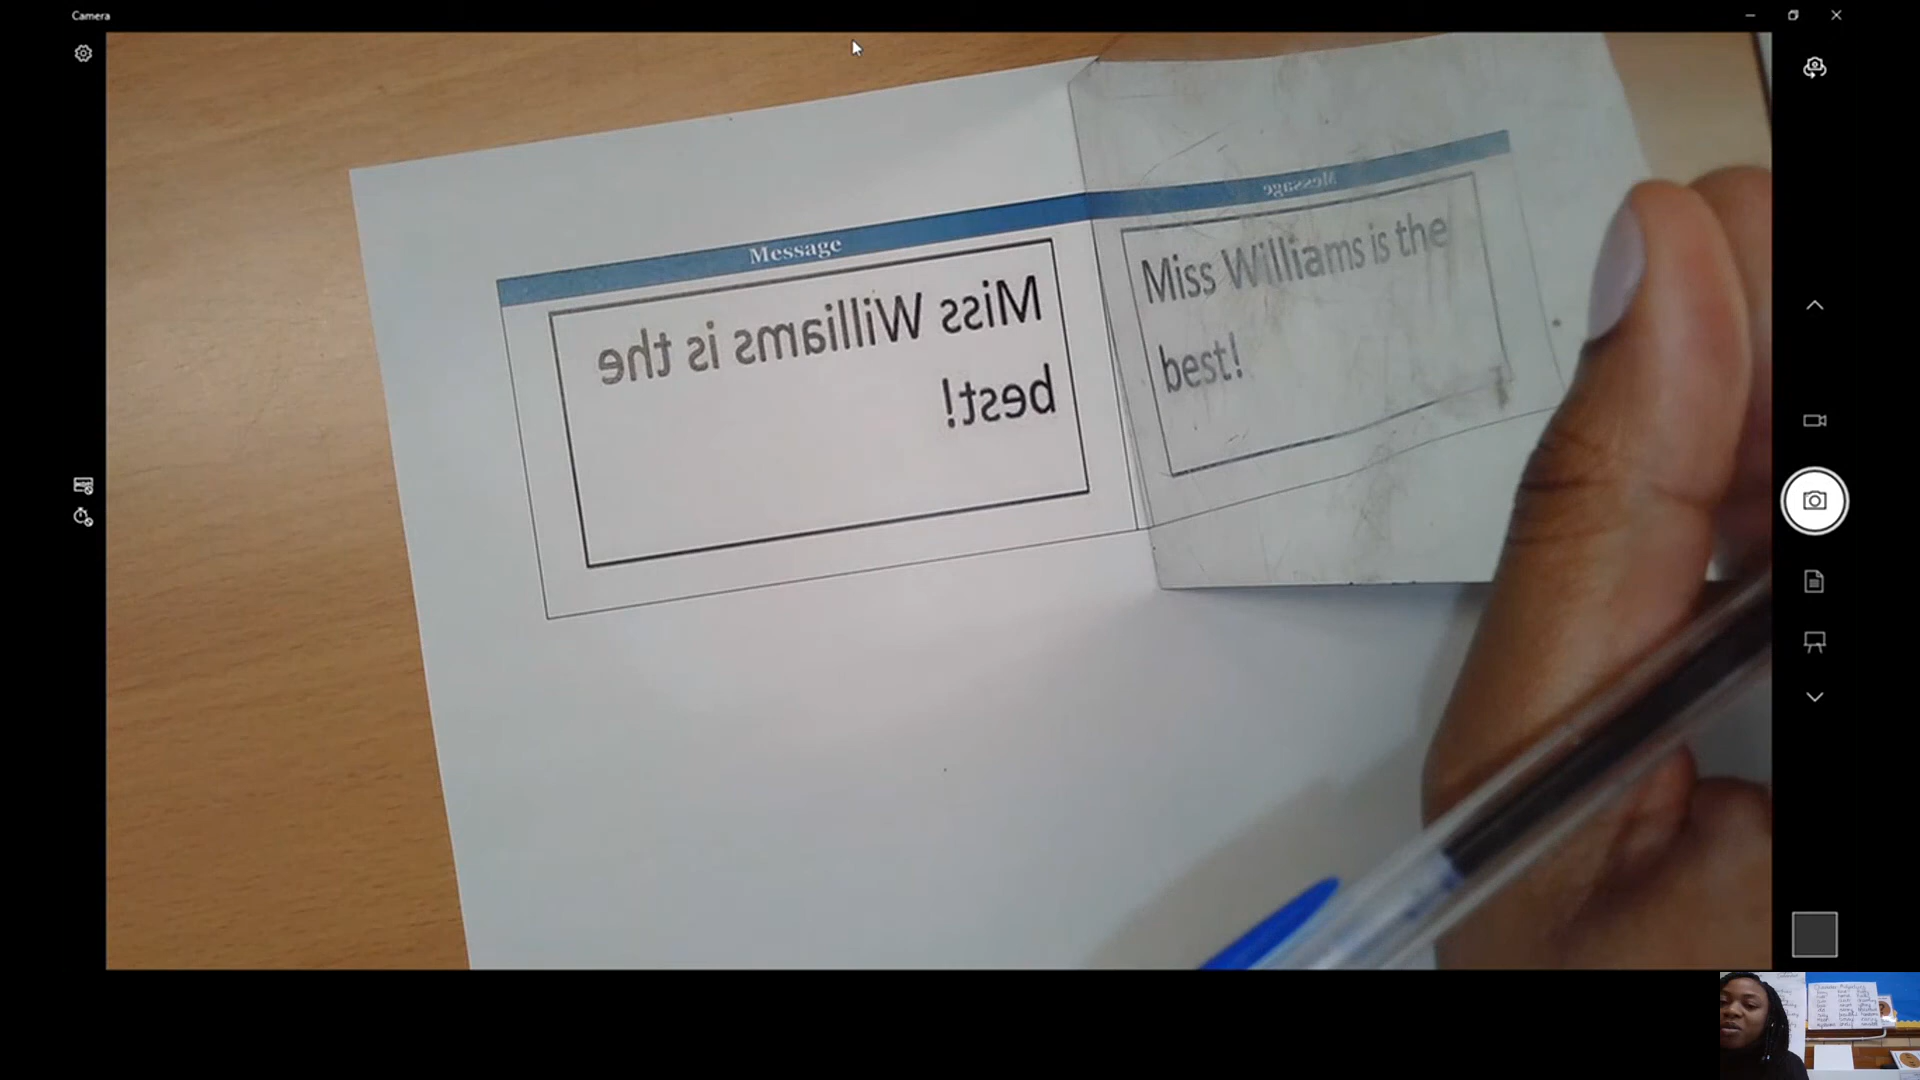 Camera
Message
Miss Williams is the
best!
Message
Miss Williams is the
best!